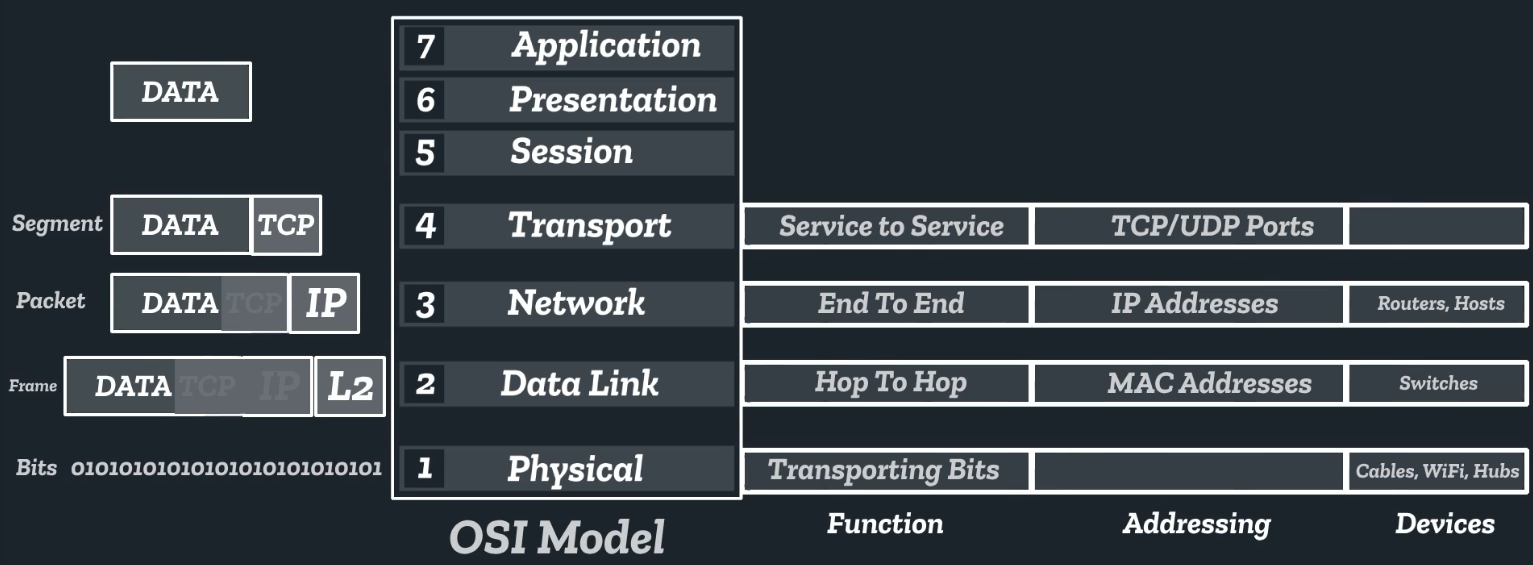 7 Application
DATA
6 Presentation
5 Session
Segment DATA TCP 4 Transport Service to Service TCP/UDP Ports
Packet DATA TCP IP 3 Network End To End IP Addresses Routers, Hosts
Frame DATA TCP IP L2 2 Data Link Hop To Hop MAC Addresses Switches
Bits 010101010101010101010101010101 1 Physical Transporting Bits Cables, WiFi, Hubs
OSI Model Function Addressing Devices